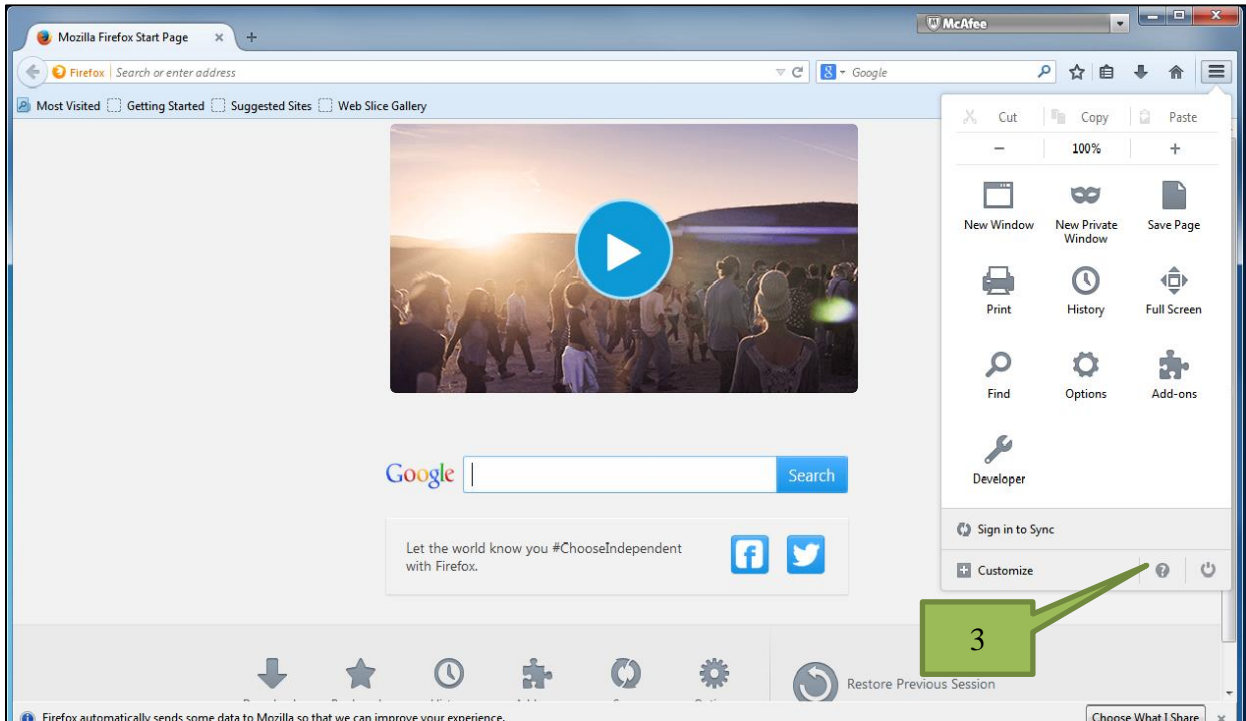 McAfee
Mozilla Firefox Start Page
Firefox Search or enter address
Google
Most Visited Getting Started Suggested Sites Web Slice Gallery
Cut Copy Paste
100%
New Window New Private Window Save Page
Print History Full Screen
Find Options Add-ons
Developer
Sign in to Sync
Customize
Google Search
Let the world know you #ChooseIndependent
with Firefox.
3
Restore Previous Session
Firefox automatically sends some data to Mozilla so that we can improve your experience.
Choose What I Share